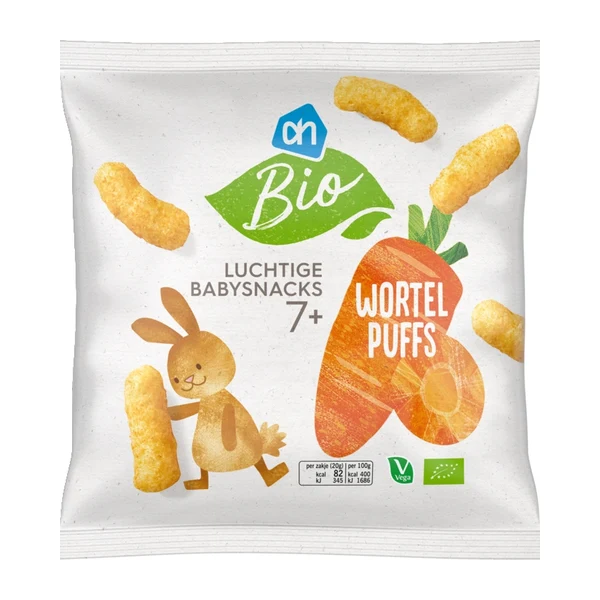 ah
Bio
LUCHTIGE
BABYSNACKS
7+
WORTEL
PUFFS
per zakje (20g) per 100g
kcal 82 kcal 400
kJ 345 kJ 1686
V
Vega